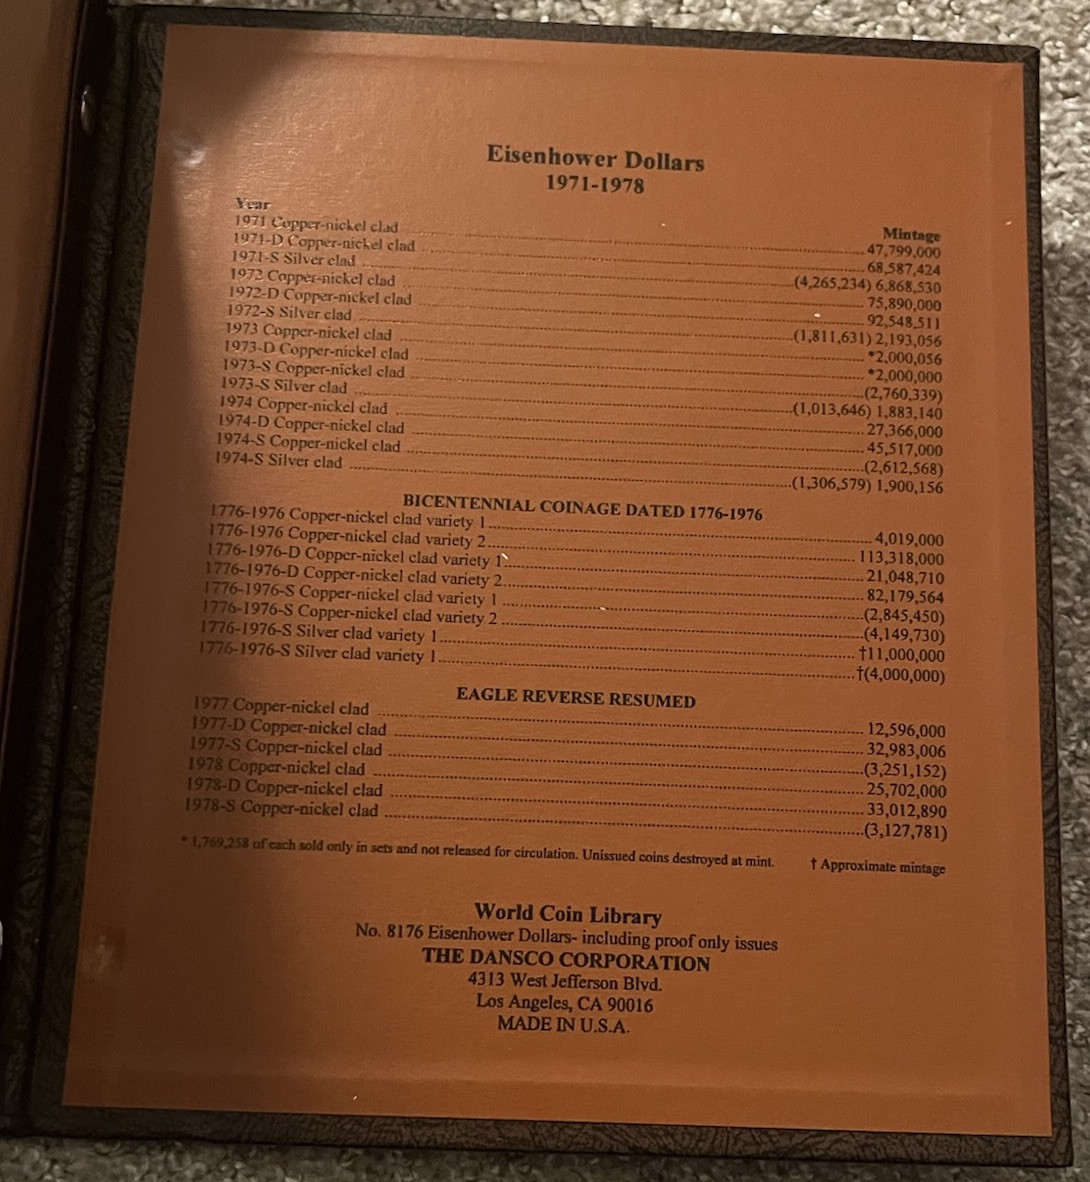 Eisenhower Dollars
1971-1978
Year Mintage
1971 Copper-nickel clad 47,799,000
1971-D Copper-nickel clad 68,587,424
1971-S Silver clad (4,265,234) 6,868,530
1972 Copper-nickel clad 75,890,000
1972-D Copper-nickel clad 92,548,511
1972-S Silver clad (1,811,631) 2,193,056
1973 Copper-nickel clad *2,000,056
1973-D Copper-nickel clad *2,000,000
1973-S Copper-nickel clad (2,760,339)
1973-S Silver clad (1,013,646) 1,883,140
1974 Copper-nickel clad 27,366,000
1974-D Copper-nickel clad 45,517,000
1974-S Copper-nickel clad (2,612,568)
1974-S Silver clad (1,306,579) 1,900,156
BICENTENNIAL COINAGE DATED 1776-1976
1776-1976 Copper-nickel clad variety 1 4,019,000
1776-1976 Copper-nickel clad variety 2 113,318,000
1776-1976-D Copper-nickel clad variety 1 21,048,710
1776-1976-D Copper-nickel clad variety 2 82,179,564
1776-1976-S Copper-nickel clad variety 1 (2,845,450)
1776-1976-S Copper-nickel clad variety 2 (4,149,730)
1776-1976-S Silver clad variety 1 †11,000,000
1776-1976-S Silver clad variety 1 †(4,000,000)
EAGLE REVERSE RESUMED
1977 Copper-nickel clad 12,596,000
1977-D Copper-nickel clad 32,983,006
1977-S Copper-nickel clad (3,251,152)
1978 Copper-nickel clad 25,702,000
1978-D Copper-nickel clad 33,012,890
1978-S Copper-nickel clad (3,127,781)
* 1,769,258 of each sold only in sets and not released for circulation. Unissued coins destroyed at mint. † Approximate mintage
World Coin Library
No. 8176 Eisenhower Dollars- including proof only issues
THE DANSCO CORPORATION
4313 West Jefferson Blvd.
Los Angeles, CA 90016
MADE IN U.S.A.